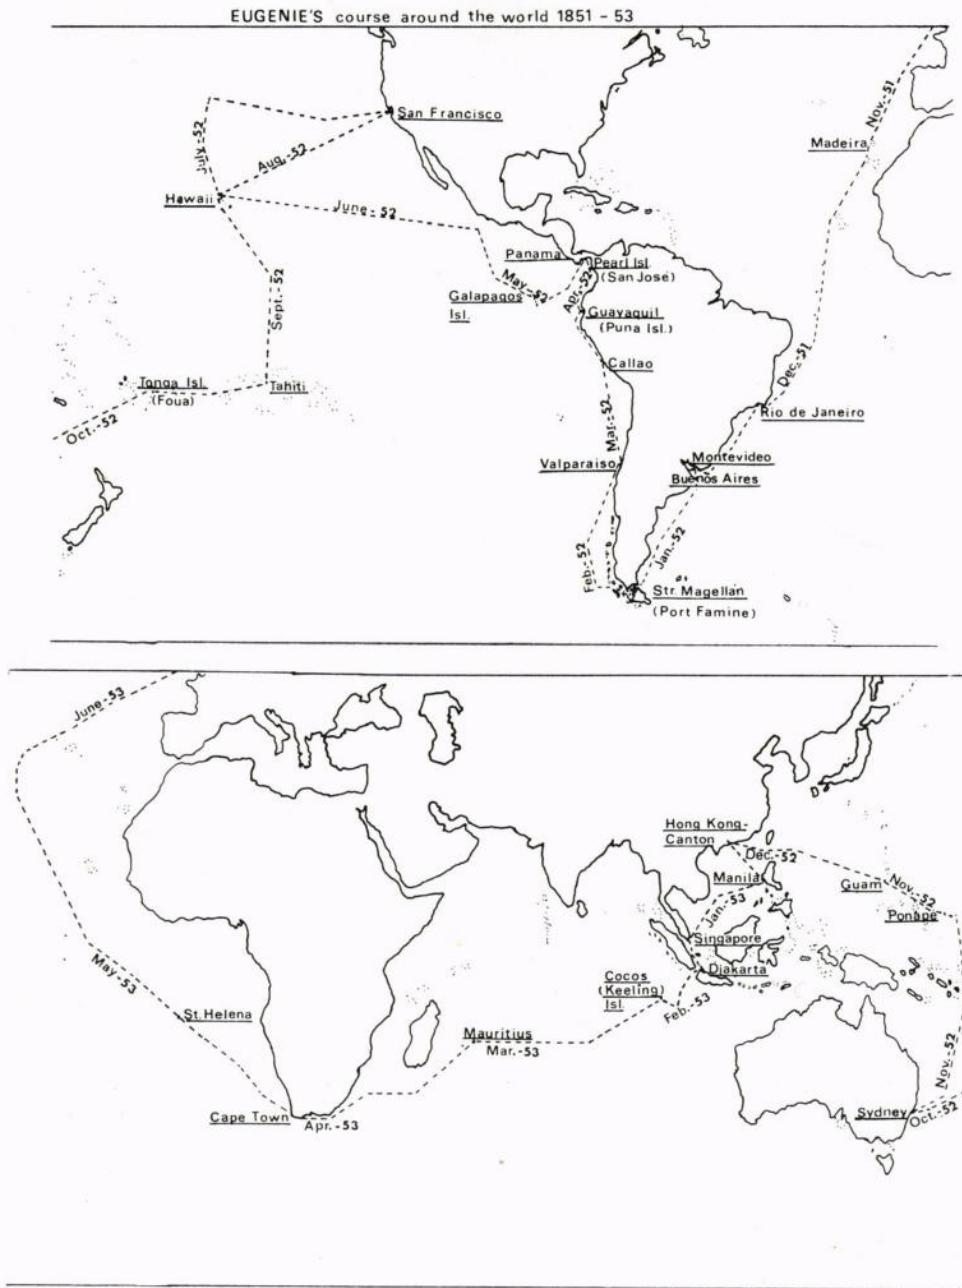 EUGENIE'S course around the world 1851 - 53
Nov.-51
San Francisco
Madeira
July-52
Aug.-52
Hawaii
June-52
Panama
Pearl Isl.
(San José)
May-52
Apr.-52
Galapagos
Isl.
Sept.-52
Guayaquil
(Puna Isl.)
Dec.-51
Callao
Tonga Isl.
(Foua)
Tahiti
Oct.-52
Mar.-52
Rio de Janeiro
Valparaiso
Montevideo
Buenos Aires
Jan.-52
Feb.-52
Str. Magellan
(Port Famine)
June-53
Hong Kong-
Canton
Dec.-52
Manila
Guam
Nov.-52
Ponape
Jan.-53
Singapore
Djakarta
May-53
Cocos
(Keeling)
Isl.
Feb.-53
St. Helena
Mauritius
Mar.-53
Nov.-52
Cape Town
Apr.-53
Sydney
Oct.-52